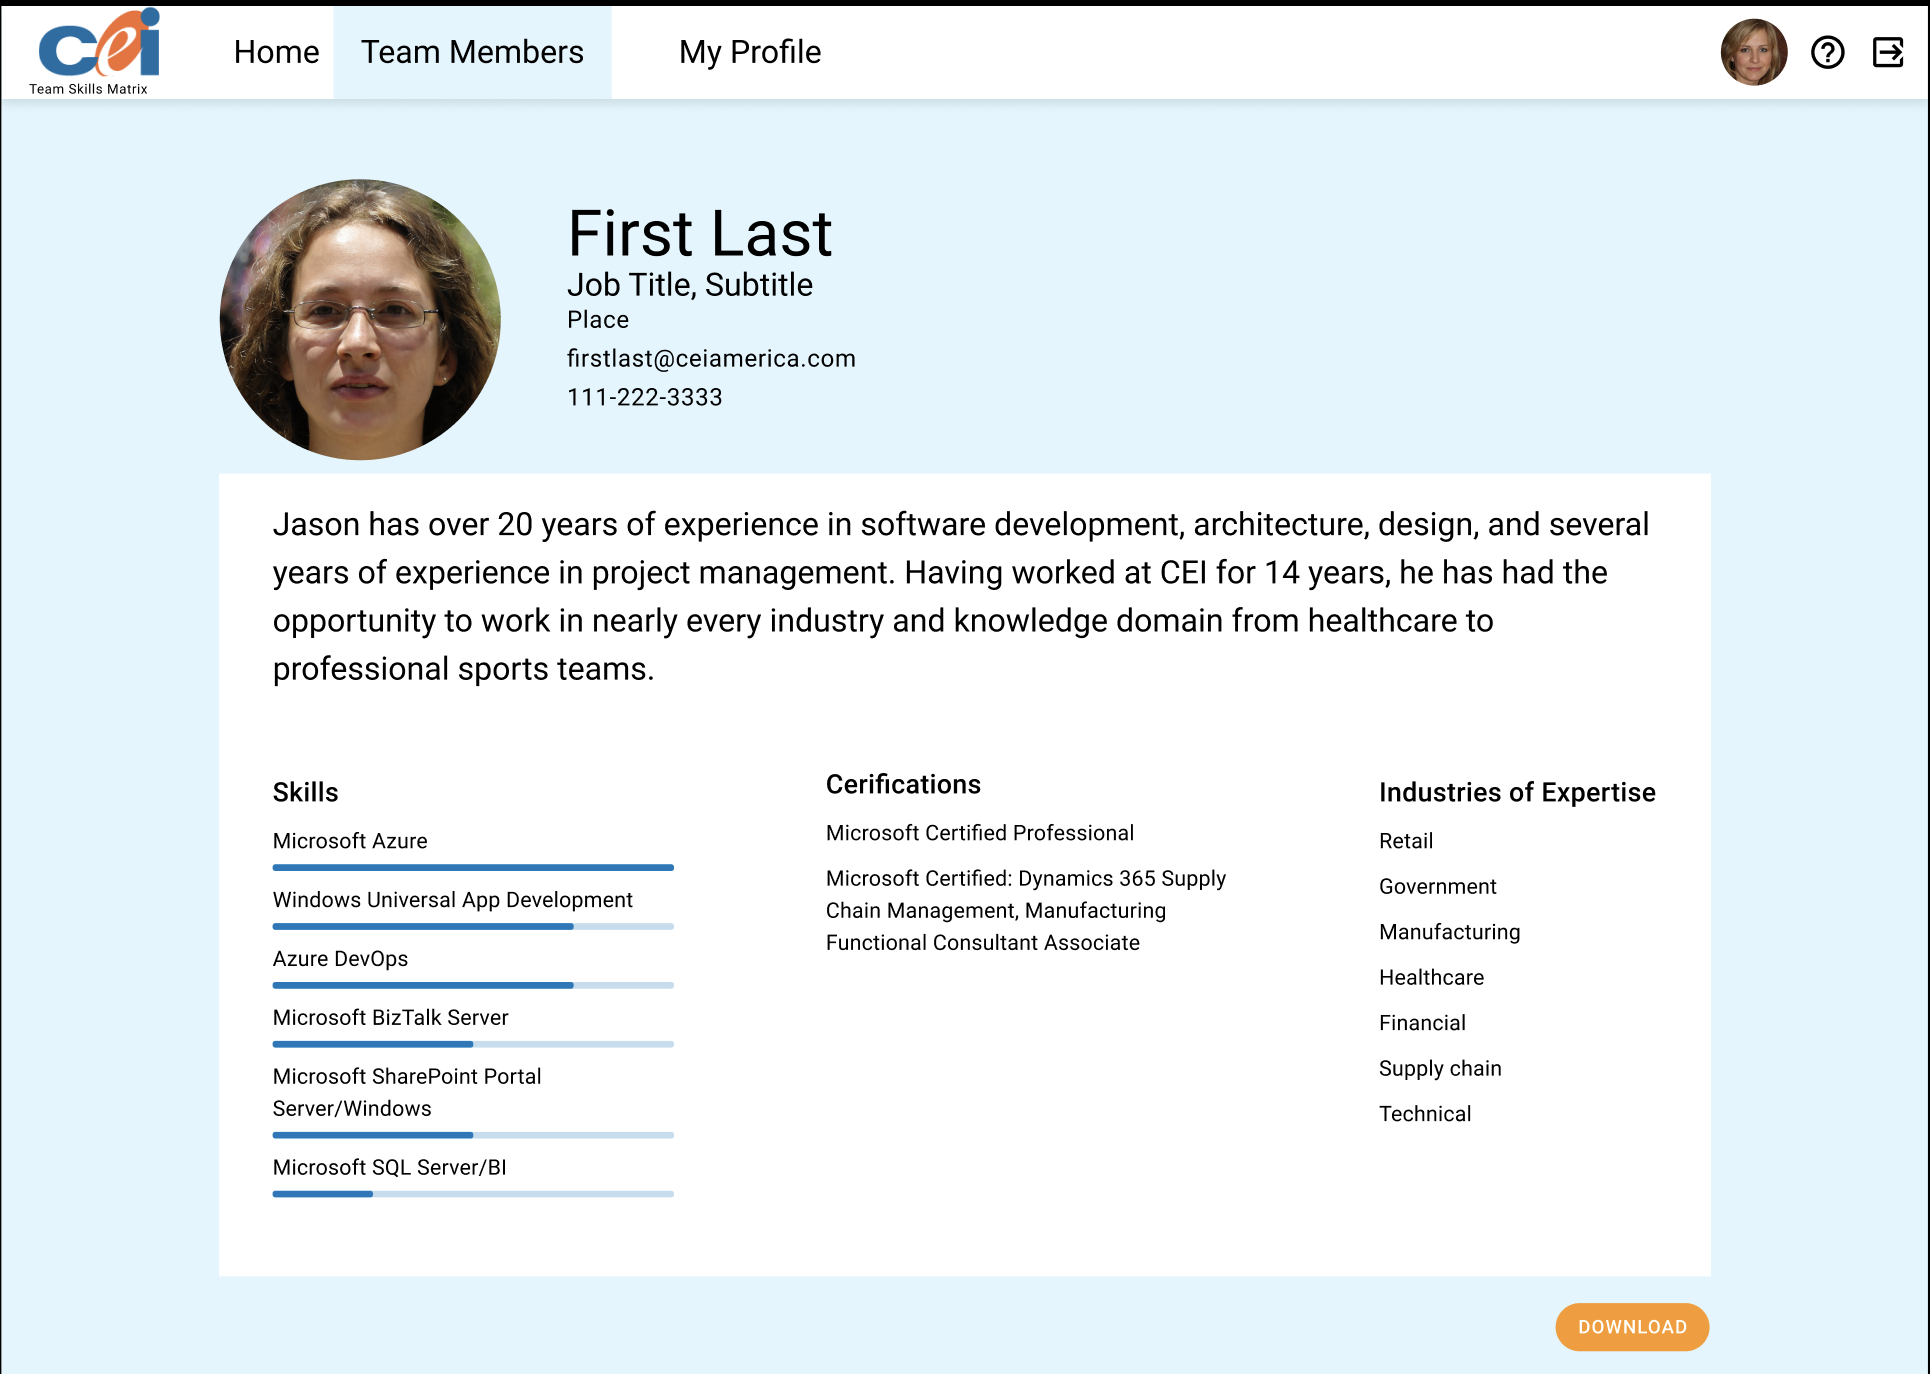 cei
Team Skills Matrix
Home
Team Members
My Profile
First Last
Job Title, Subtitle
Place
firstlast@ceiamerica.com
111-222-3333
Jason has over 20 years of experience in software development, architecture, design, and several
years of experience in project management. Having worked at CEI for 14 years, he has had the
opportunity to work in nearly every industry and knowledge domain from healthcare to
professional sports teams.
Skills
Microsoft Azure
Windows Universal App Development
Azure DevOps
Microsoft BizTalk Server
Microsoft SharePoint Portal
Server/Windows
Microsoft SQL Server/BI
Cerifications
Microsoft Certified Professional
Microsoft Certified: Dynamics 365 Supply
Chain Management, Manufacturing
Functional Consultant Associate
Industries of Expertise
Retail
Government
Manufacturing
Healthcare
Financial
Supply chain
Technical
DOWNLOAD